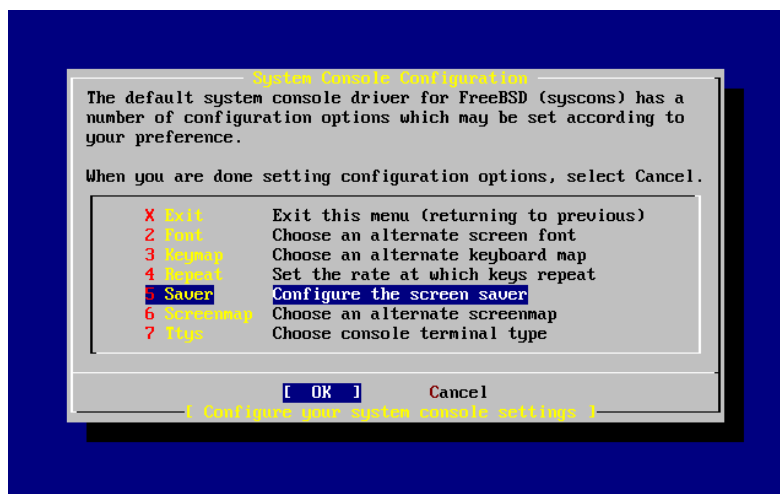 System Console Configuration
The default system console driver for FreeBSD (syscons) has a
number of configuration options which may be set according to
your preference.
When you are done setting configuration options, select Cancel.
X Exit Exit this menu (returning to previous)
2 Font Choose an alternate screen font
3 Keymap Choose an alternate keyboard map
4 Repeat Set the rate at which keys repeat
5 Saver Configure the screen saver
6 Screenmap Choose an alternate screenmap
7 Ttys Choose console terminal type
[ OK ] Cancel
[ Configure your system console settings ]